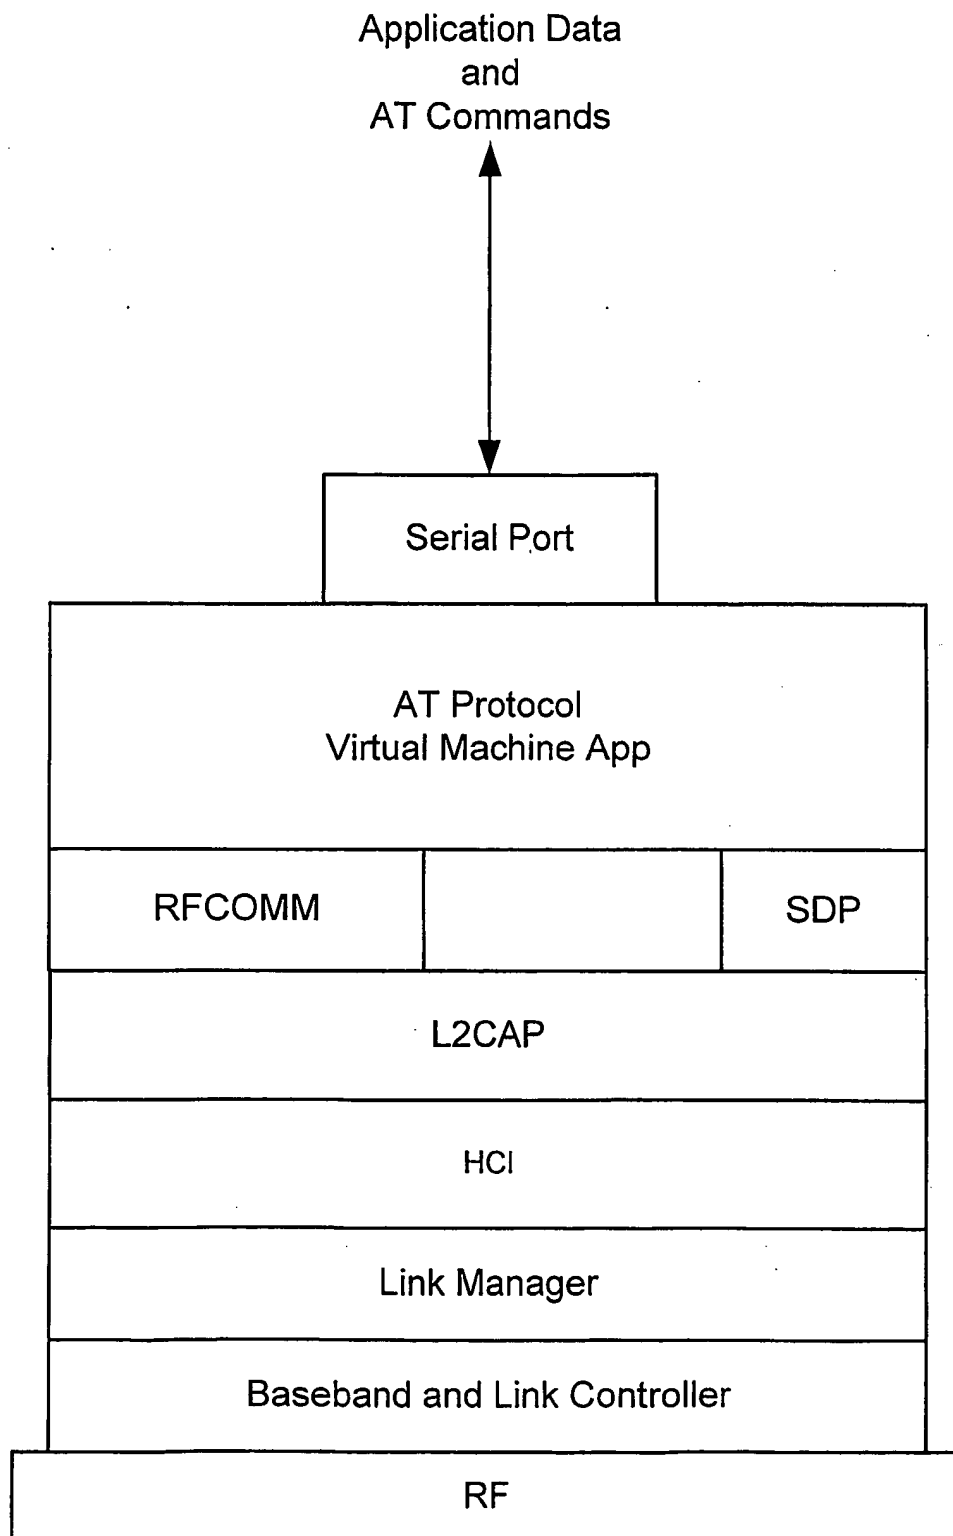 Application Data
and
AT Commands
Serial Port
AT Protocol
Virtual Machine App
RFCOMM
SDP
L2CAP
HCI
Link Manager
Baseband and Link Controller
RF